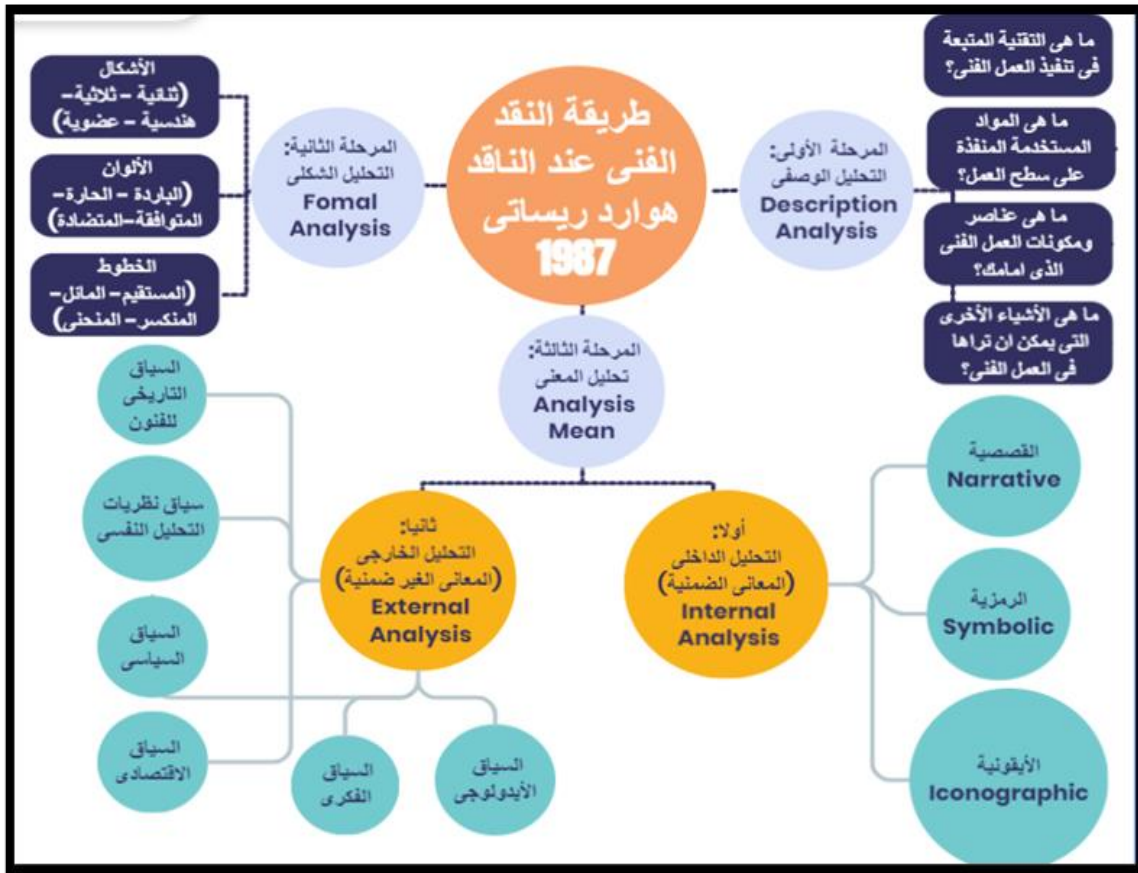 طريقة النقد
الفنى عند الناقد
هوارد ريساتى
1987
المرحلة الأولى:
التحليل الوصفى
Description
Analysis
ما هى التقنية المتبعة
فى تنفيذ العمل الفنى؟
ما هى المواد
المستخدمة المنفذة
على سطح العمل؟
ما هى عناصر
ومكونات العمل الفنى
الذى امامك؟
ما هى الأشياء الأخرى
التى يمكن ان تراها
فى العمل الفنى؟
المرحلة الثانية:
التحليل الشكلى
Fomal
Analysis
الأشكال
(ثنائية – ثلاثية–
هندسية – عضوية)
الألوان
(الباردة – الحارة–
المتوافقة–المتضادة)
الخطوط
(المستقيم– المائل–
المنكسر– المنحنى)
المرحلة الثالثة:
تحليل المعنى
Analysis
Mean
أولا:
التحليل الداخلى
(المعانى الضمنية)
Internal
Analysis
القصصية
Narrative
الرمزية
Symbolic
الأيقونية
Iconographic
ثانيا:
التحليل الخارجى
(المعانى الغير ضمنية)
External
Analysis
السياق
التاريخى
للفنون
سياق نظريات
التحليل النفسى
السياق
السياسى
السياق
الاقتصادى
السياق
الفكرى
السياق
الأيدولوجى